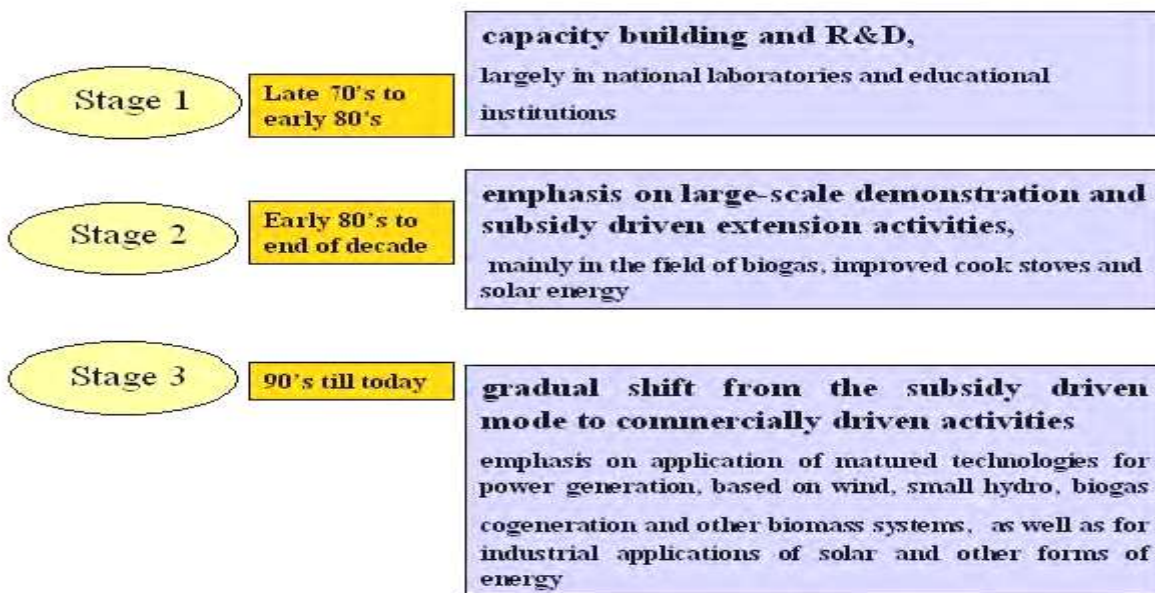 Stage 1
Late 70's to
early 80's
capacity building and R&D,
largely in national laboratories and educational
institutions
Stage 2
Early 80's to
end of decade
emphasis on large-scale demonstration and
subsidy driven extension activities,
mainly in the field of biogas, improved cook stoves and
solar energy
Stage 3
90's till today
gradual shift from the subsidy driven
mode to commercially driven activities
emphasis on application of matured technologies for
power generation, based on wind, small hydro, biogas
cogeneration and other biomass systems, as well as for
industrial applications of solar and other forms of
energy